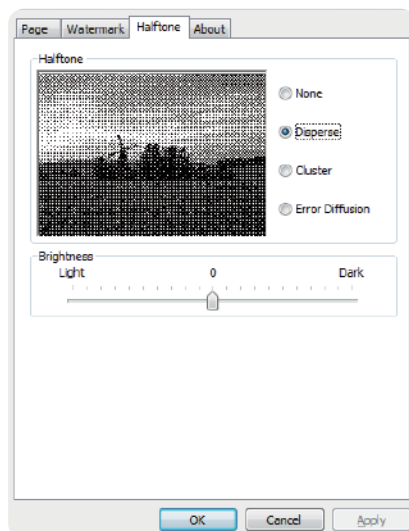 Page Watermark Halftone About
Halftone
None
Disperse
Cluster
Error Diffusion
Brightness
Light 0 Dark
OK Cancel Apply